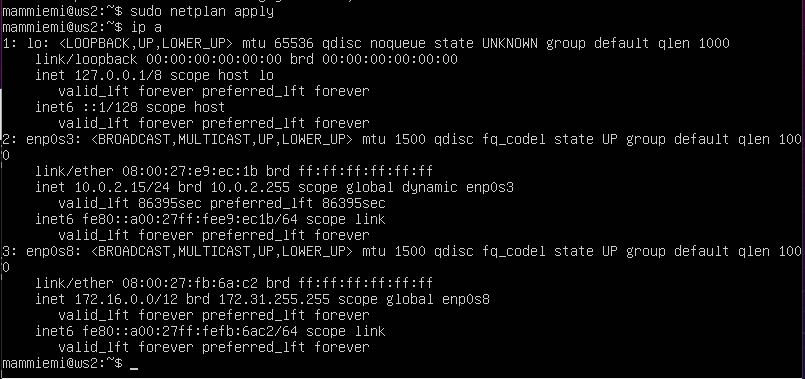 mammiemi@ws2:~$ sudo netplan apply
mammiemi@ws2:~$ ip a
1: lo: <LOOPBACK,UP,LOWER_UP> mtu 65536 qdisc noqueue state UNKNOWN group default qlen 1000
    link/loopback 00:00:00:00:00:00 brd 00:00:00:00:00:00
    inet 127.0.0.1/8 scope host lo
       valid_lft forever preferred_lft forever
    inet6 ::1/128 scope host
       valid_lft forever preferred_lft forever
2: enp0s3: <BROADCAST,MULTICAST,UP,LOWER_UP> mtu 1500 qdisc fq_codel state UP group default qlen 100
0
    link/ether 08:00:27:e9:ec:1b brd ff:ff:ff:ff:ff:ff
    inet 10.0.2.15/24 brd 10.0.2.255 scope global dynamic enp0s3
       valid_lft 86395sec preferred_lft 86395sec
    inet6 fe80::a00:27ff:fee9:ec1b/64 scope link
       valid_lft forever preferred_lft forever
3: enp0s8: <BROADCAST,MULTICAST,UP,LOWER_UP> mtu 1500 qdisc fq_codel state UP group default qlen 100
0
    link/ether 08:00:27:fb:6a:c2 brd ff:ff:ff:ff:ff:ff
    inet 172.16.0.0/12 brd 172.31.255.255 scope global enp0s8
       valid_lft forever preferred_lft forever
    inet6 fe80::a00:27ff:fefb:6ac2/64 scope link
       valid_lft forever preferred_lft forever
mammiemi@ws2:~$ _